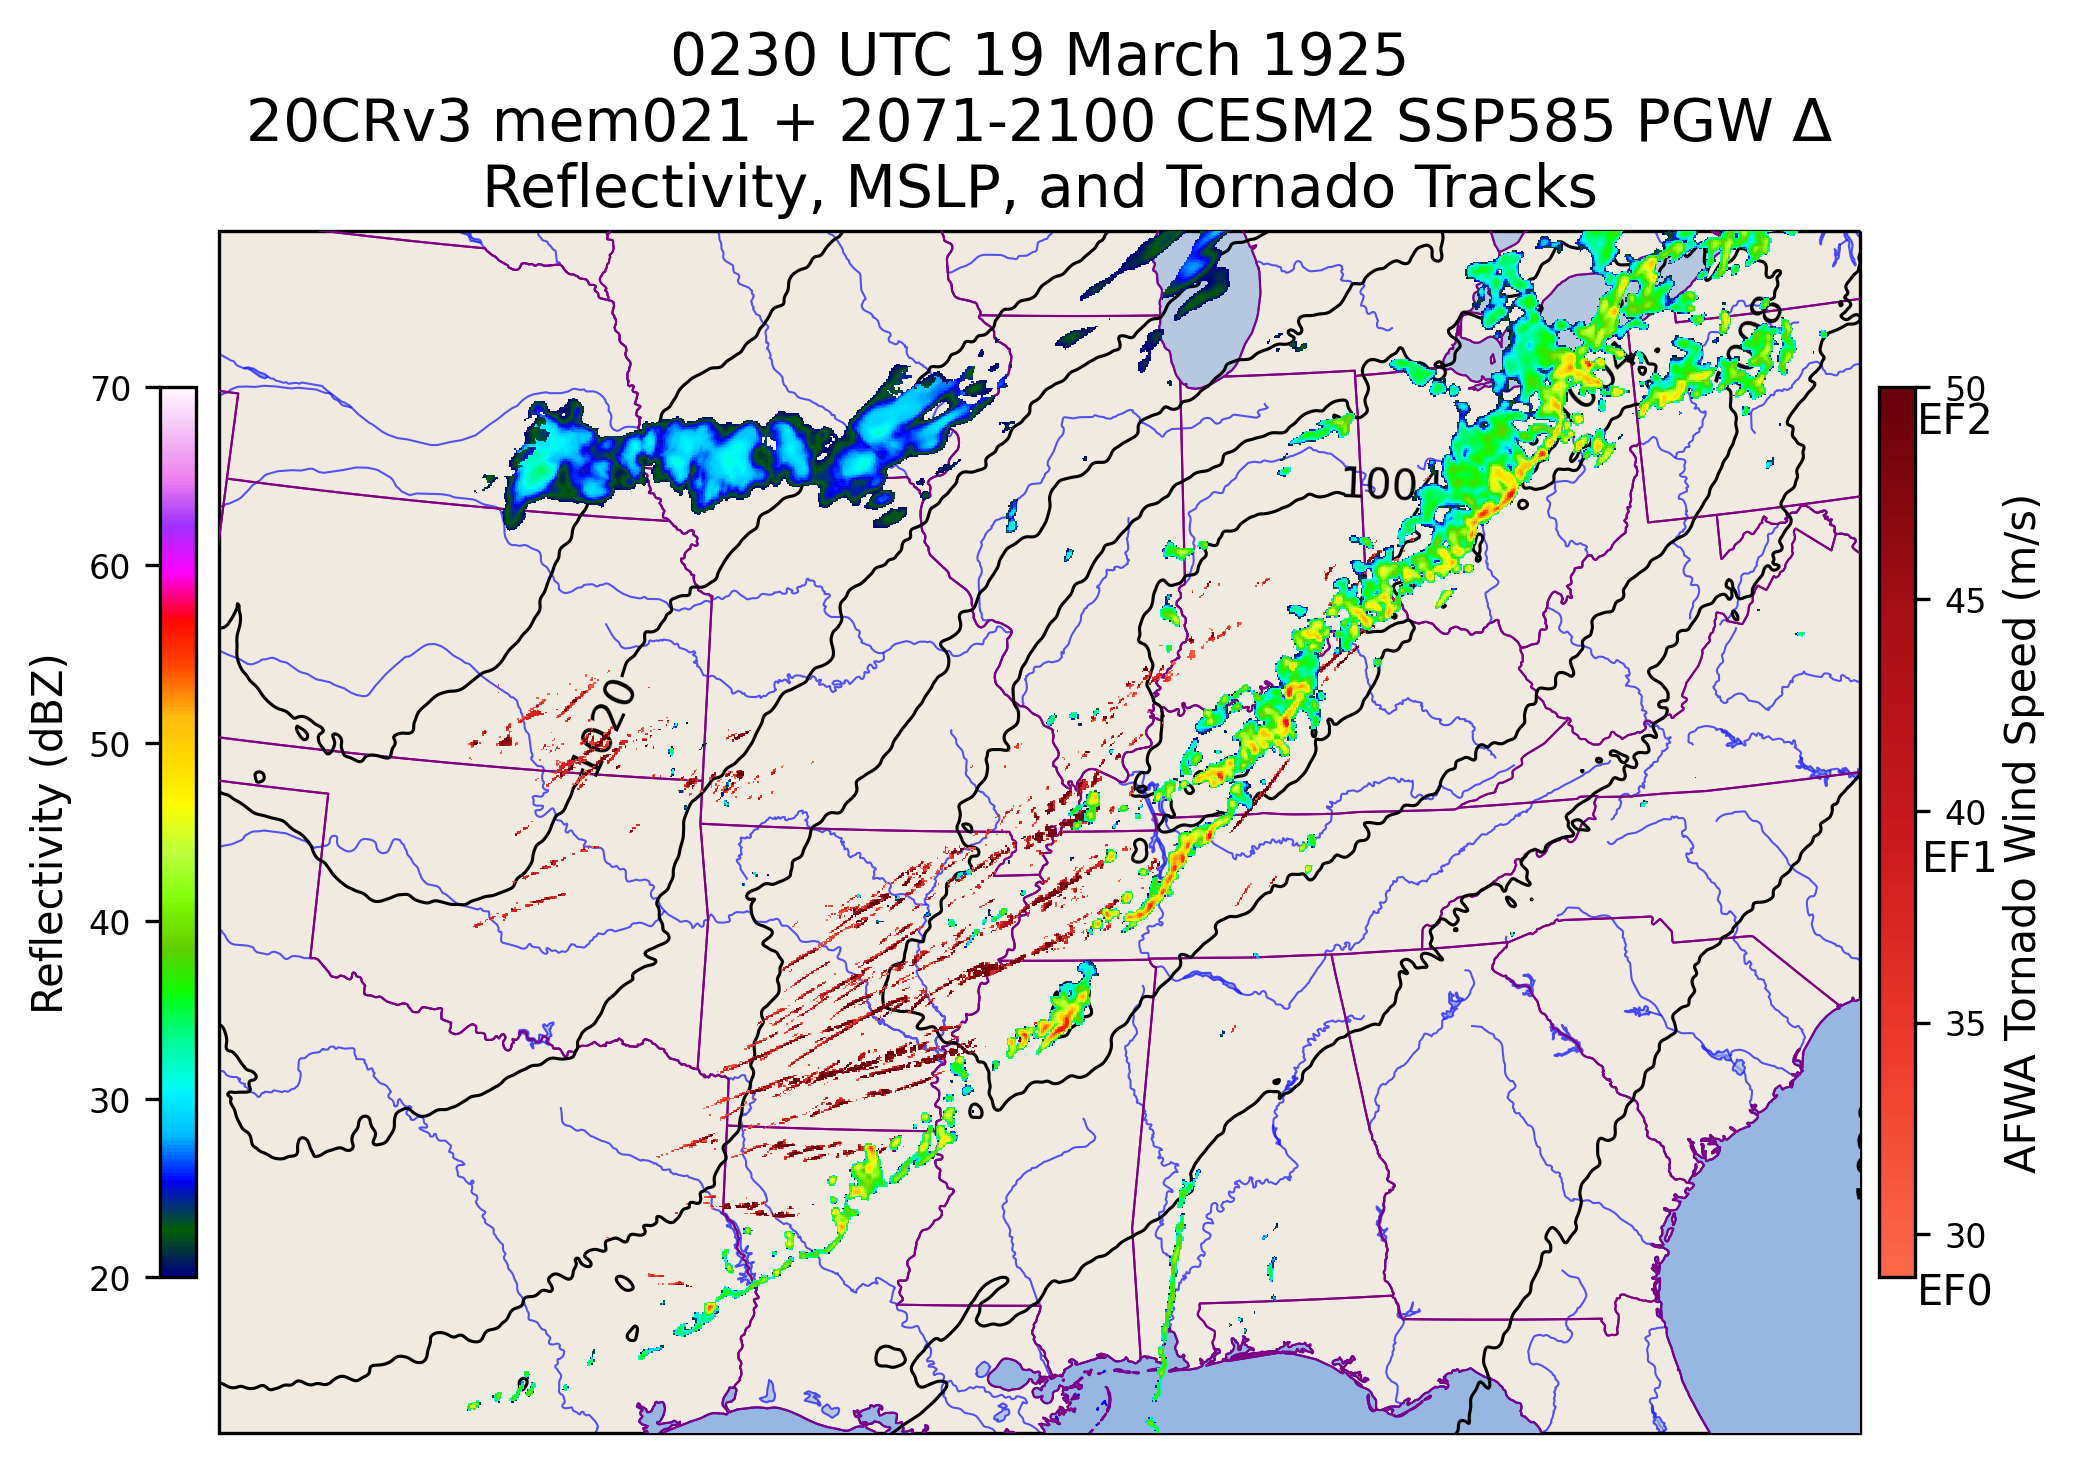 0230 UTC 19 March 1925
20CRv3 mem021 + 2071-2100 CESM2 SSP585 PGW Δ
Reflectivity, MSLP, and Tornado Tracks
70
60
50
40
30
20
Reflectivity (dBZ)
1020
1004
50
EF2
45
40
EF1
35
30
EF0
AFWA Tornado Wind Speed (m/s)